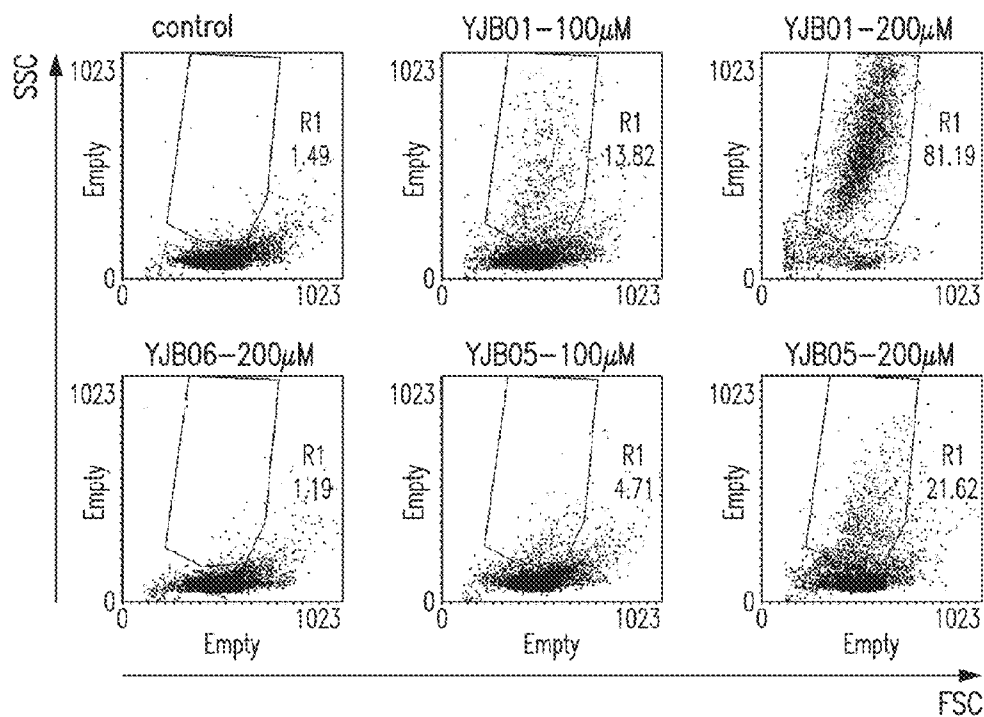 control
YJB01-100μM
YJB01-200μM
SSC
1023
Empty
0
0
1023
R1
1.49
1023
Empty
0
0
1023
R1
13.82
1023
Empty
0
0
1023
R1
81.19
YJB06-200μM
YJB05-100μM
YJB05-200μM
1023
Empty
0
0
1023
Empty
R1
1.19
1023
Empty
0
0
1023
Empty
R1
4.71
1023
Empty
0
0
1023
Empty
R1
21.62
FSC